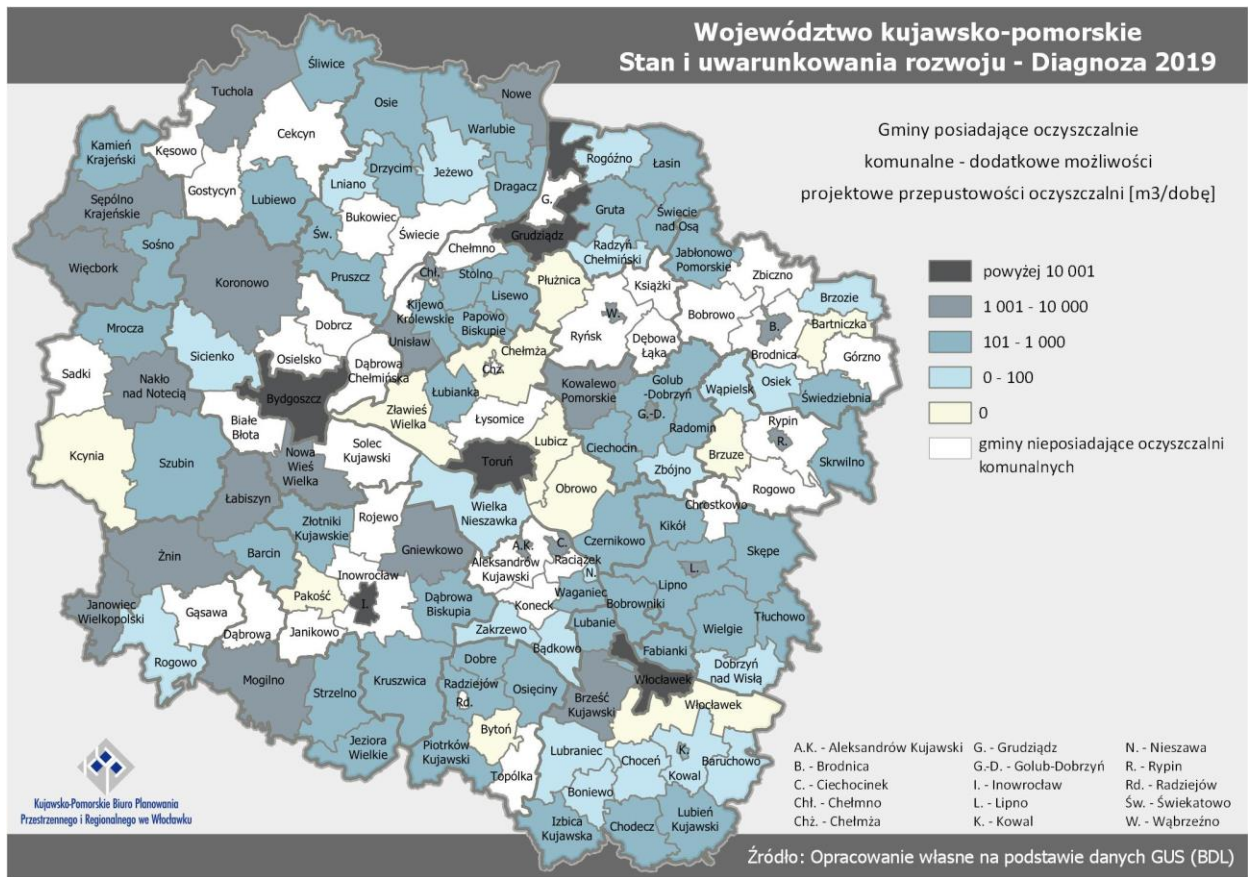 Województwo kujawsko-pomorskie
Stan i uwarunkowania rozwoju - Diagnoza 2019
Gminy posiadające oczyszczalnie
komunalne - dodatkowe możliwości
projektowe przepustowości oczyszczalni [m3/dobę]
powyżej 10 001
1 001 - 10 000
101 - 1 000
0 - 100
0
gminy nieposiadające oczyszczalni
komunalnych
Śliwice
Tuchola
Osie
Nowe
Warlubie
Cekcyn
Kamień
Krajeński
Kęsowo
Rogóźno
Łasin
Drzycim
Jeżewo
Lniano
Dragacz
Gostycyn
Sępólno
Krajeńskie
Lubiewo
G.
Gruta
Świecie
nad Osą
Bukowiec
Św.
Świecie
Grudziądz
Sośno
Chełmno
Radzyń
Chełmiński
Jabłonowo
Pomorskie
Więcbork
Koronowo
Pruszcz
Chł.
Stolno
Płużnica
Zbiczno
Książki
Lisewo
Brzozie
Kijewo
Królewskie
Papowo
Biskupie
W.
Bobrowo
B.
Bartniczka
Mrocza
Dobrcz
Unisław
Ryńsk
Dębowa
Łąka
Sicienko
Osielsko
Chełmża
Brodnica
Górzno
Dąbrowa
Chełmińska
Chż.
Sadki
Nakło
nad Notecią
Kowalewo
Pomorskie
Golub
-Dobrzyń
Wąpielsk
Osiek
Łubianka
Bydgoszcz
Świedziebnia
Zławieś
Wielka
G.-D.
Białe
Błota
Łysomice
Radomin
Rypin
R.
Solec
Kujawski
Lubicz
Ciechocin
Kcynia
Szubin
Nowa
Wieś
Wielka
Toruń
Brzuze
Skrwilno
Zbójno
Obrowo
Rogowo
Łabiszyn
Chrostkowo
Wielka
Nieszawka
Rojewo
Złotniki
Kujawskie
Kikół
Czernikowo
Żnin
Barcin
Gniewkowo
A.K.
C.
Skępe
Aleksandrów
Kujawski
Raciążek
L.
Inowrocław
N.
Lipno
Pakość
I.
Waganiec
Janowiec
Wielkopolski
Dąbrowa
Biskupia
Bobrowniki
Gąsawa
Koneck
Tłuchowo
Lubanie
Dąbrowa
Janikowo
Zakrzewo
Wielgie
Bądkowo
Fabianki
Rogowo
Dobre
Dobrzyń
nad Wisłą
Mogilno
Kruszwica
Radziejów
Włocławek
Strzelno
Rd.
Osięciny
Brześć
Kujawski
Włocławek
Bytoń
Jeziora
Wielkie
Piotrków
Kujawski
Lubraniec
K.
Choceń
Baruchowo
Topólka
Kowal
Boniewo
Izbica
Kujawska
Chodecz
Lubień
Kujawski
A.K. - Aleksandrów Kujawski
B. - Brodnica
C. - Ciechocinek
Chł. - Chełmno
Chż. - Chełmża
G. - Grudziądz
G.-D. - Golub-Dobrzyń
I. - Inowrocław
L. - Lipno
K. - Kowal
N. - Nieszawa
R. - Rypin
Rd. - Radziejów
Św. - Świekatowo
W. - Wąbrzeźno
Kujawsko-Pomorskie Biuro Planowania
Przestrzennego i Regionalnego we Włocławku
Źródło: Opracowanie własne na podstawie danych GUS (BDL)